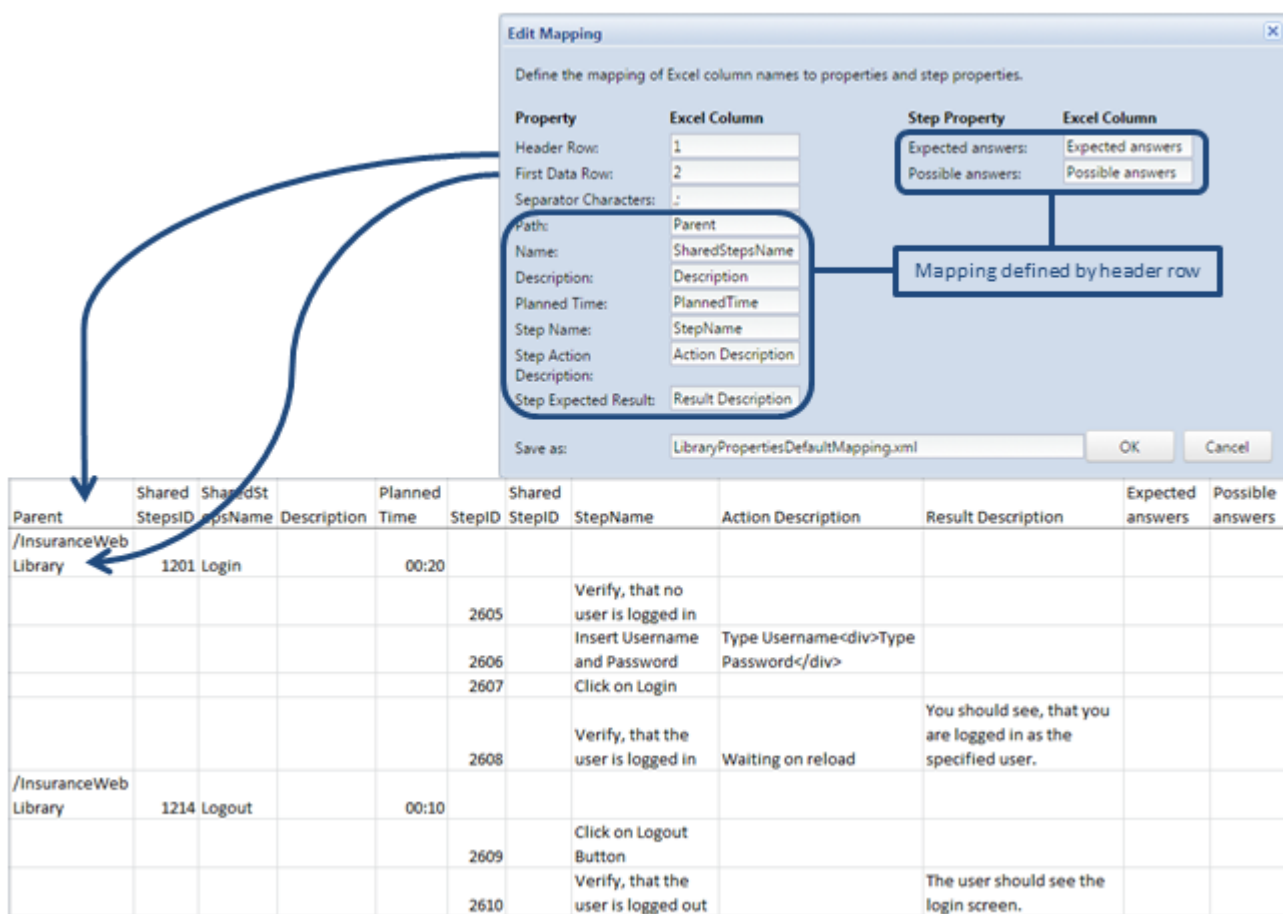 Edit Mapping
Define the mapping of Excel column names to properties and step properties.
Property Excel Column Step Property Excel Column
Header Row: 1 Expected answers: Expected answers
First Data Row: 2 Possible answers: Possible answers
Separator Characters: .:
Path: Parent
Name: SharedStepsName
Mapping defined by header row
Description: Description
Planned Time: PlannedTime
Step Name: StepName
Step Action Action Description
Description:
Step Expected Result: Result Description
Save as: LibraryPropertiesDefaultMapping.xml OK Cancel
Shared SharedSt Planned Shared Expected Possible
Parent StepsID epsName Description Time StepID StepID StepName Action Description Result Description answers answers
/InsuranceWeb
Library 1201 Login 00:20
Verify, that no
2605 user is logged in
Insert Username Type Username<div>Type
2606 and Password Password</div>
2607 Click on Login
You should see, that you
Verify, that the are logged in as the
2608 user is logged in Waiting on reload specified user.
/InsuranceWeb
Library 1214 Logout 00:10
Click on Logout
2609 Button
Verify, that the The user should see the
2610 user is logged out login screen.